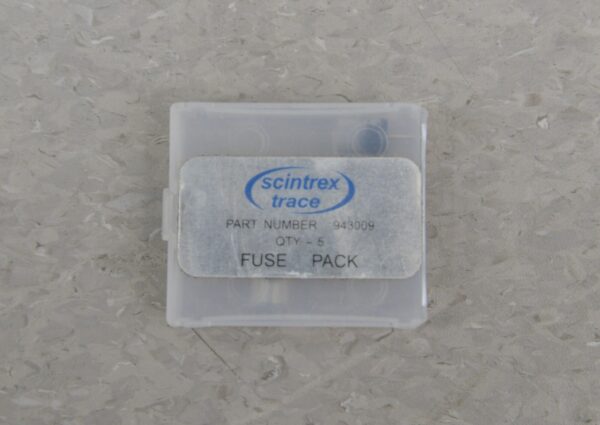 scintrex
trace
PART NUMBER 943009
QTY - 5
FUSE PACK